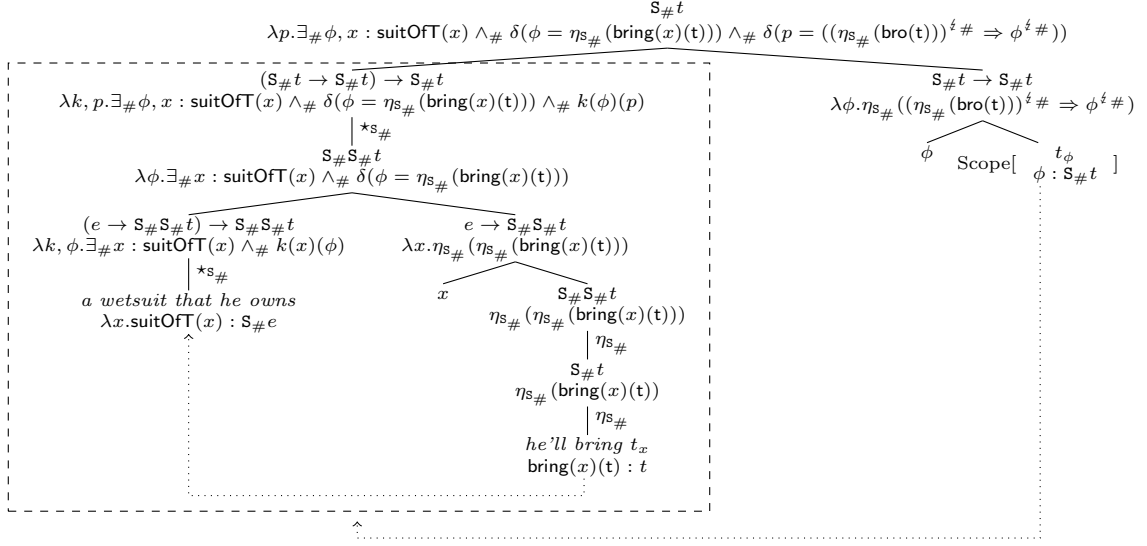 S#t
λp.∃#ϕ, x : suitOfT(x) ∧# δ(ϕ = ηS#(bring(x)(t))) ∧# δ(p = ((ηS#(bro(t)))↯# ⇒ ϕ↯#))
(S#t → S#t) → S#t
S#t → S#t
λk, p.∃#ϕ, x : suitOfT(x) ∧# δ(ϕ = ηS#(bring(x)(t))) ∧# k(ϕ)(p)
λϕ.ηS#((ηS#(bro(t)))↯# ⇒ ϕ↯#)
⋆S#
S#S#t
ϕ
Scope[ tϕ ϕ : S#t ]
λϕ.∃#x : suitOfT(x) ∧# δ(ϕ = ηS#(bring(x)(t)))
(e → S#S#t) → S#S#t
e → S#S#t
λk, ϕ.∃#x : suitOfT(x) ∧# k(x)(ϕ)
λx.ηS#(ηS#(bring(x)(t)))
⋆S#
a wetsuit that he owns
x
S#S#t
λx.suitOfT(x) : S#e
ηS#(ηS#(bring(x)(t)))
ηS#
S#t
ηS#(bring(x)(t))
ηS#
he'll bring tx
bring(x)(t) : t